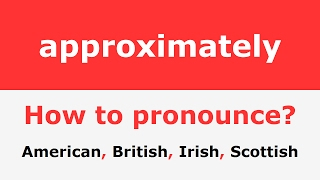 approximately
How to pronounce?
American, British, Irish, Scottish